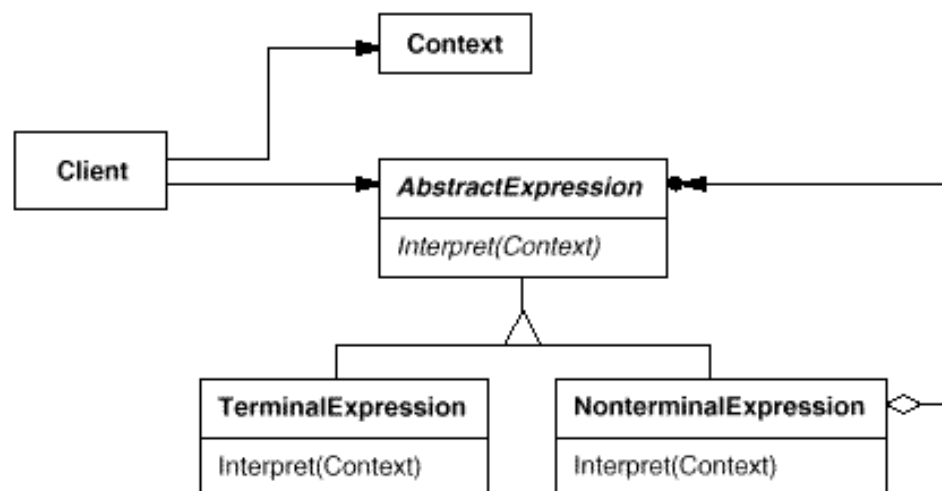 Context
Client
AbstractExpression
Interpret(Context)
TerminalExpression
Interpret(Context)
NonterminalExpression
Interpret(Context)